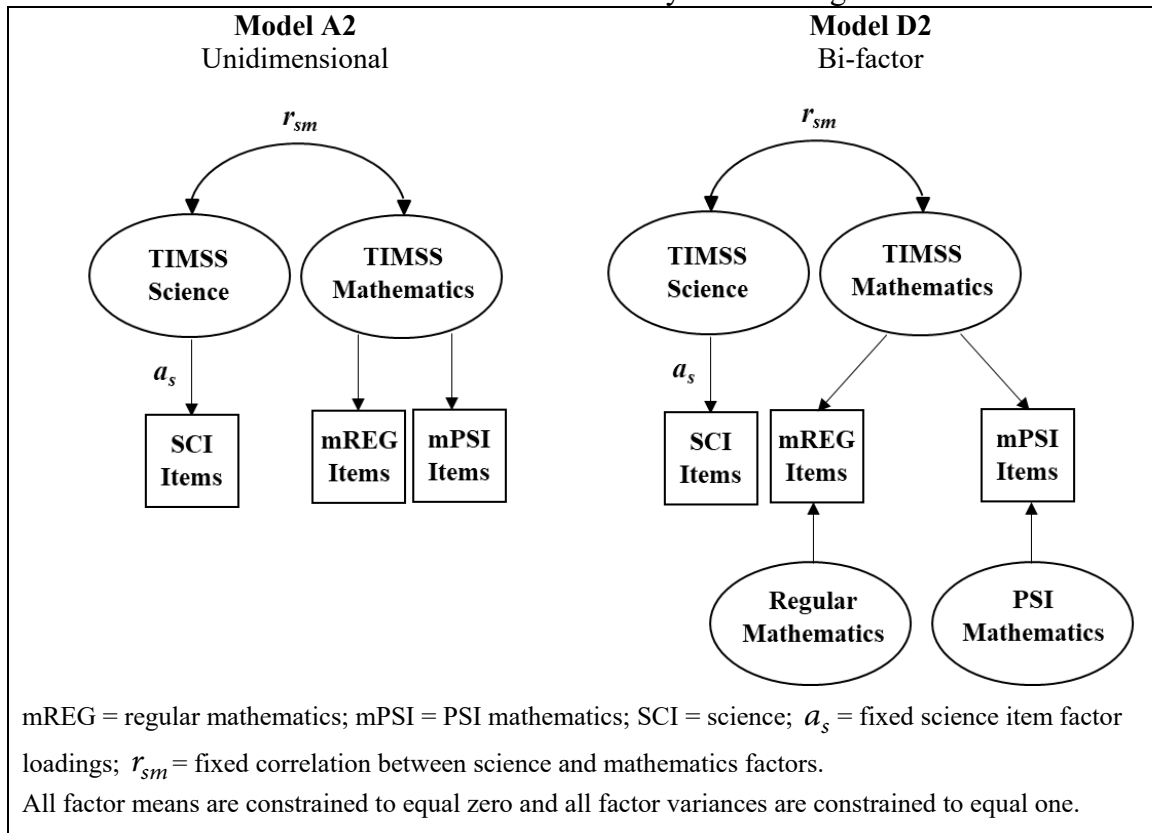 Model A2
Unidimensional
r_sm
TIMSS
Science
TIMSS
Mathematics
a_s
SCI
Items
mREG
Items
mPSI
Items
Model D2
Bi-factor
r_sm
TIMSS
Science
TIMSS
Mathematics
a_s
SCI
Items
mREG
Items
mPSI
Items
Regular
Mathematics
PSI
Mathematics
mREG = regular mathematics; mPSI = PSI mathematics; SCI = science; a_s = fixed science item factor
loadings; r_sm = fixed correlation between science and mathematics factors.
All factor means are constrained to equal zero and all factor variances are constrained to equal one.